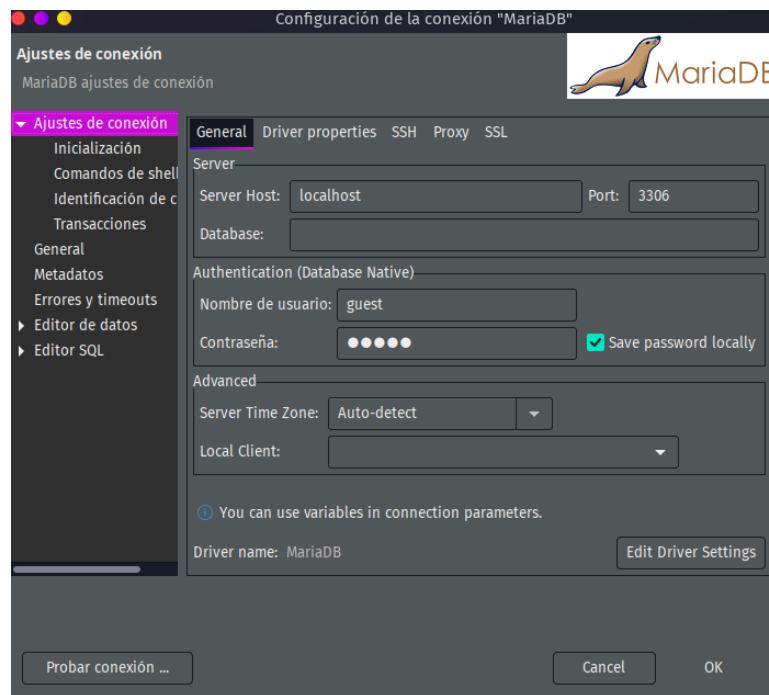 Configuración de la conexión "MariaDB"
Ajustes de conexión
MariaDB ajustes de conexión
MariaDB
Ajustes de conexión
Inicialización
Comandos de shell
Identificación de c
Transacciones
General
Metadatos
Errores y timeouts
Editor de datos
Editor SQL
General Driver properties SSH Proxy SSL
Server
Server Host: localhost Port: 3306
Database:
Authentication (Database Native)
Nombre de usuario: guest
Contraseña: ●●●●● Save password locally
Advanced
Server Time Zone: Auto-detect
Local Client:
You can use variables in connection parameters.
Driver name: MariaDB Edit Driver Settings
Probar conexión ... Cancel OK